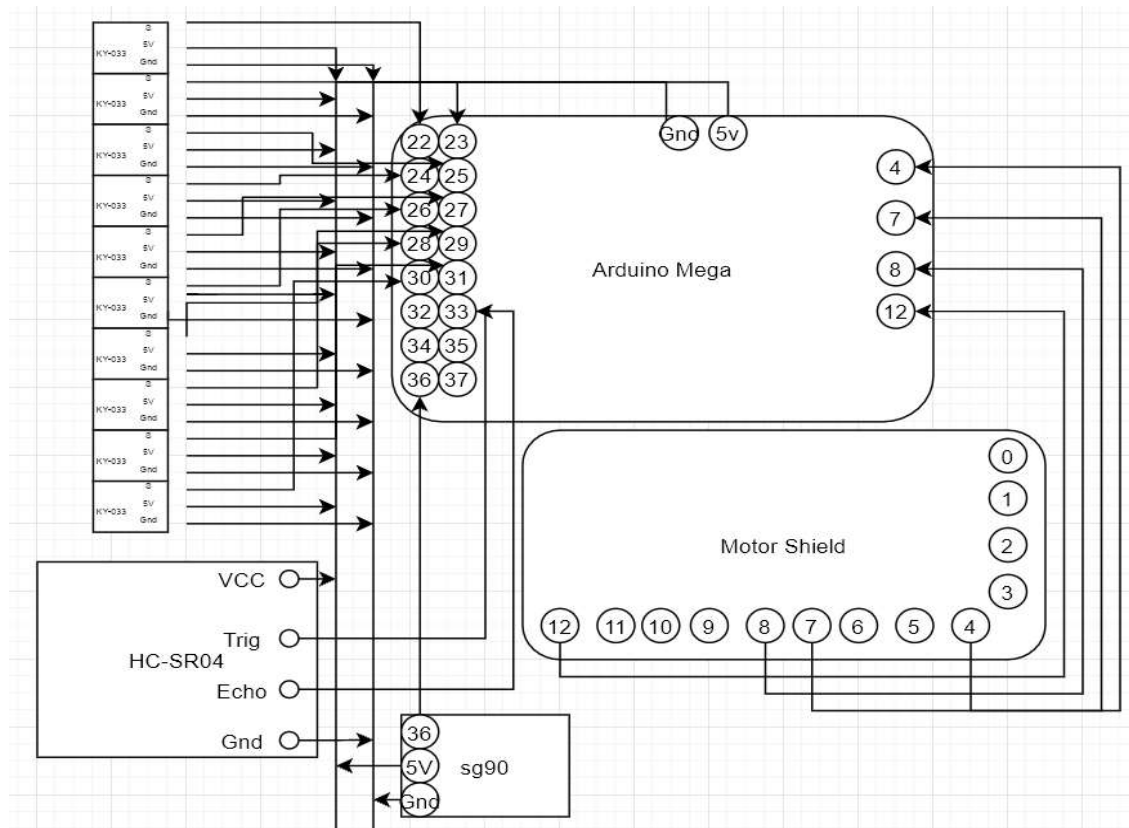 S
5V
KY-033
Gnd
S
5V
KY-033
Gnd
S
5V
KY-033
Gnd
S
5V
KY-033
Gnd
S
5V
KY-033
Gnd
S
5V
KY-033
Gnd
S
5V
KY-033
Gnd
S
5V
KY-033
Gnd
S
5V
KY-033
Gnd
S
5V
KY-033
Gnd
Gnd 5v
22 23
24 25
26 27
28 29
30 31
32 33
34 35
36 37
Arduino Mega
4
7
8
12
0
1
2
3
Motor Shield
12 11 10 9 8 7 6 5 4
VCC
Trig
HC-SR04
Echo
Gnd
36
5V
sg90
Gnd